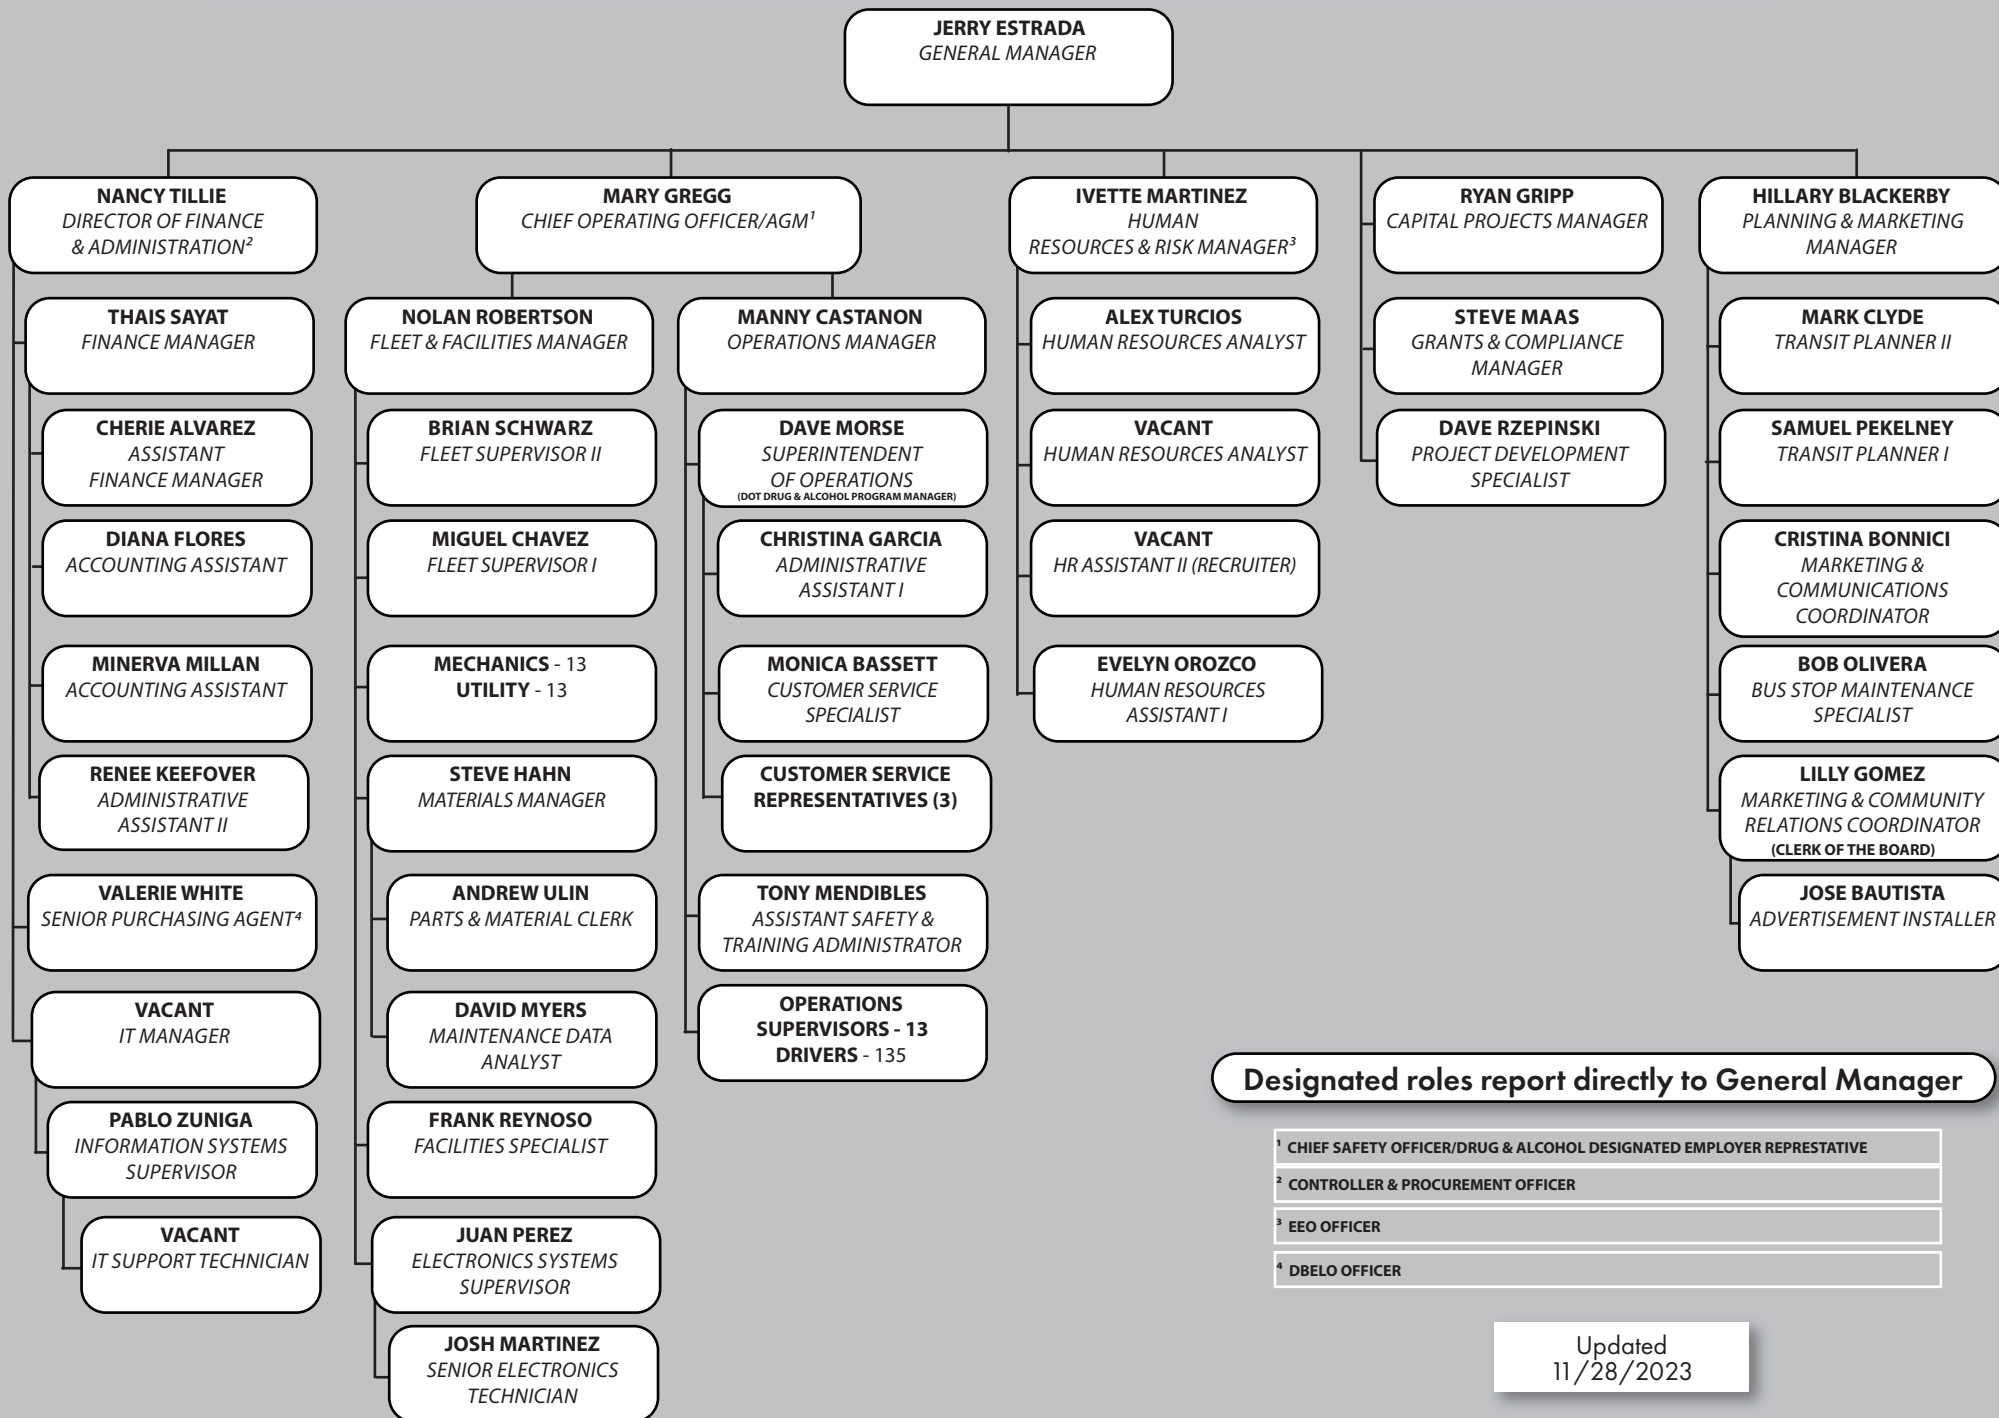 JERRY ESTRADA
GENERAL MANAGER
NANCY TILLIE
DIRECTOR OF FINANCE
& ADMINISTRATION²
THAIS SAYAT
FINANCE MANAGER
CHERIE ALVAREZ
ASSISTANT
FINANCE MANAGER
DIANA FLORES
ACCOUNTING ASSISTANT
MINERVA MILLAN
ACCOUNTING ASSISTANT
RENEE KEEFOVER
ADMINISTRATIVE
ASSISTANT II
VALERIE WHITE
SENIOR PURCHASING AGENT⁴
VACANT
IT MANAGER
PABLO ZUNIGA
INFORMATION SYSTEMS
SUPERVISOR
VACANT
IT SUPPORT TECHNICIAN
MARY GREGG
CHIEF OPERATING OFFICER/AGM¹
NOLAN ROBERTSON
FLEET & FACILITIES MANAGER
BRIAN SCHWARZ
FLEET SUPERVISOR II
MIGUEL CHAVEZ
FLEET SUPERVISOR I
MECHANICS - 13
UTILITY - 13
STEVE HAHN
MATERIALS MANAGER
ANDREW ULIN
PARTS & MATERIAL CLERK
DAVID MYERS
MAINTENANCE DATA
ANALYST
FRANK REYNOSO
FACILITIES SPECIALIST
JUAN PEREZ
ELECTRONICS SYSTEMS
SUPERVISOR
JOSH MARTINEZ
SENIOR ELECTRONICS
TECHNICIAN
MANNY CASTANON
OPERATIONS MANAGER
DAVE MORSE
SUPERINTENDENT
OF OPERATIONS
(DOT DRUG & ALCOHOL PROGRAM MANAGER)
CHRISTINA GARCIA
ADMINISTRATIVE
ASSISTANT I
MONICA BASSETT
CUSTOMER SERVICE
SPECIALIST
CUSTOMER SERVICE
REPRESENTATIVES (3)
TONY MENDIBLES
ASSISTANT SAFETY &
TRAINING ADMINISTRATOR
OPERATIONS
SUPERVISORS - 13
DRIVERS - 135
IVETTE MARTINEZ
HUMAN
RESOURCES & RISK MANAGER³
ALEX TURCIOS
HUMAN RESOURCES ANALYST
VACANT
HUMAN RESOURCES ANALYST
VACANT
HR ASSISTANT II (RECRUITER)
EVELYN OROZCO
HUMAN RESOURCES
ASSISTANT I
RYAN GRIPP
CAPITAL PROJECTS MANAGER
STEVE MAAS
GRANTS & COMPLIANCE
MANAGER
DAVE RZEPINSKI
PROJECT DEVELOPMENT
SPECIALIST
HILLARY BLACKERBY
PLANNING & MARKETING
MANAGER
MARK CLYDE
TRANSIT PLANNER II
SAMUEL PEKELNEY
TRANSIT PLANNER I
CRISTINA BONNICI
MARKETING &
COMMUNICATIONS
COORDINATOR
BOB OLIVERA
BUS STOP MAINTENANCE
SPECIALIST
LILLY GOMEZ
MARKETING & COMMUNITY
RELATIONS COORDINATOR
(CLERK OF THE BOARD)
JOSE BAUTISTA
ADVERTISEMENT INSTALLER
Designated roles report directly to General Manager
¹ CHIEF SAFETY OFFICER/DRUG & ALCOHOL DESIGNATED EMPLOYER REPRESTATIVE
² CONTROLLER & PROCUREMENT OFFICER
³ EEO OFFICER
⁴ DBELO OFFICER
Updated
11/28/2023